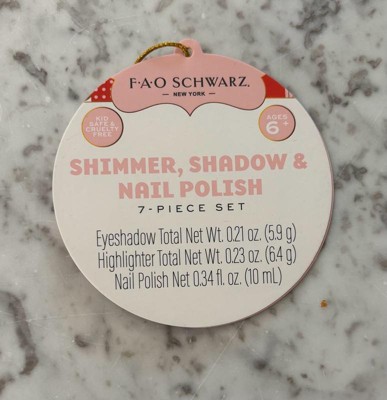 F·A·O SCHWARZ.
— NEW YORK —
KID
SAFE &
CRUELTY
FREE
AGES
6+
SHIMMER, SHADOW &
NAIL POLISH
7-PIECE SET
Eyeshadow Total Net Wt. 0.21 oz. (5.9 g)
Highlighter Total Net Wt. 0.23 oz. (6.4 g)
Nail Polish Net 0.34 fl. oz. (10 mL)